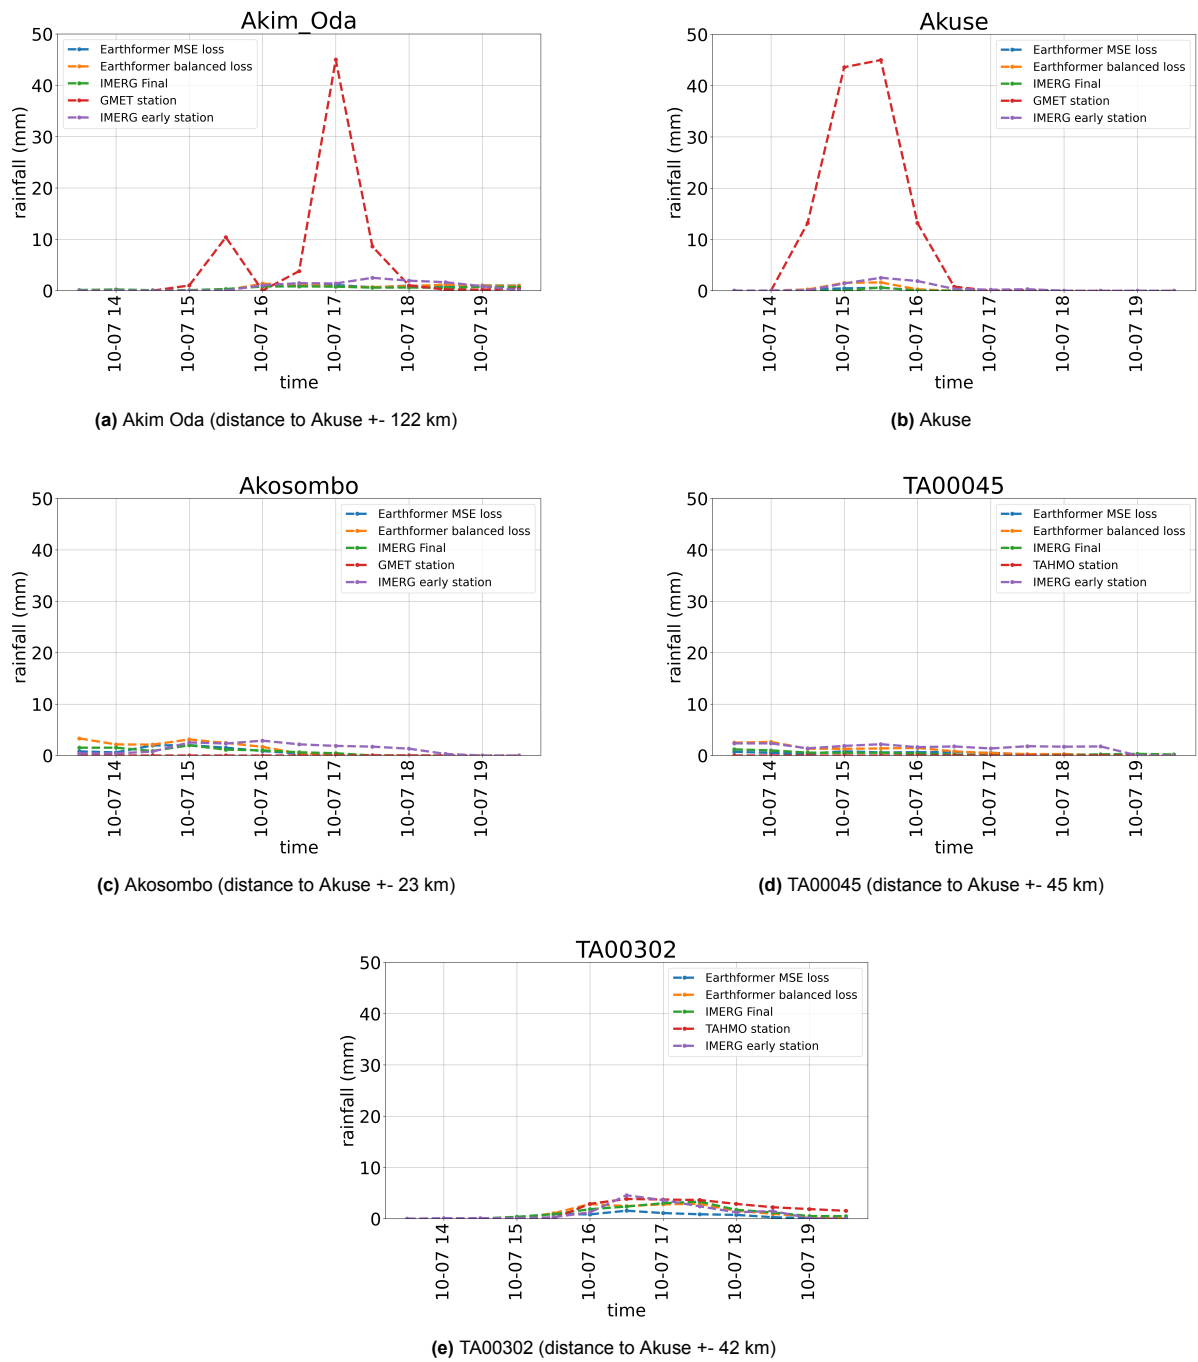 Akim_Oda
50
40
30
20
10
0
rainfall (mm)
Earthformer MSE loss
Earthformer balanced loss
IMERG Final
GMET station
IMERG early station
10-07 14
10-07 15
10-07 16
10-07 17
10-07 18
10-07 19
time
(a) Akim Oda (distance to Akuse +- 122 km)
Akuse
50
40
30
20
10
0
rainfall (mm)
Earthformer MSE loss
Earthformer balanced loss
IMERG Final
GMET station
IMERG early station
10-07 14
10-07 15
10-07 16
10-07 17
10-07 18
10-07 19
time
(b) Akuse
Akosombo
50
40
30
20
10
0
rainfall (mm)
Earthformer MSE loss
Earthformer balanced loss
IMERG Final
GMET station
IMERG early station
10-07 14
10-07 15
10-07 16
10-07 17
10-07 18
10-07 19
time
(c) Akosombo (distance to Akuse +- 23 km)
TA00045
50
40
30
20
10
0
rainfall (mm)
Earthformer MSE loss
Earthformer balanced loss
IMERG Final
TAHMO station
IMERG early station
10-07 14
10-07 15
10-07 16
10-07 17
10-07 18
10-07 19
time
(d) TA00045 (distance to Akuse +- 45 km)
TA00302
50
40
30
20
10
0
rainfall (mm)
Earthformer MSE loss
Earthformer balanced loss
IMERG Final
TAHMO station
IMERG early station
10-07 14
10-07 15
10-07 16
10-07 17
10-07 18
10-07 19
time
(e) TA00302 (distance to Akuse +- 42 km)